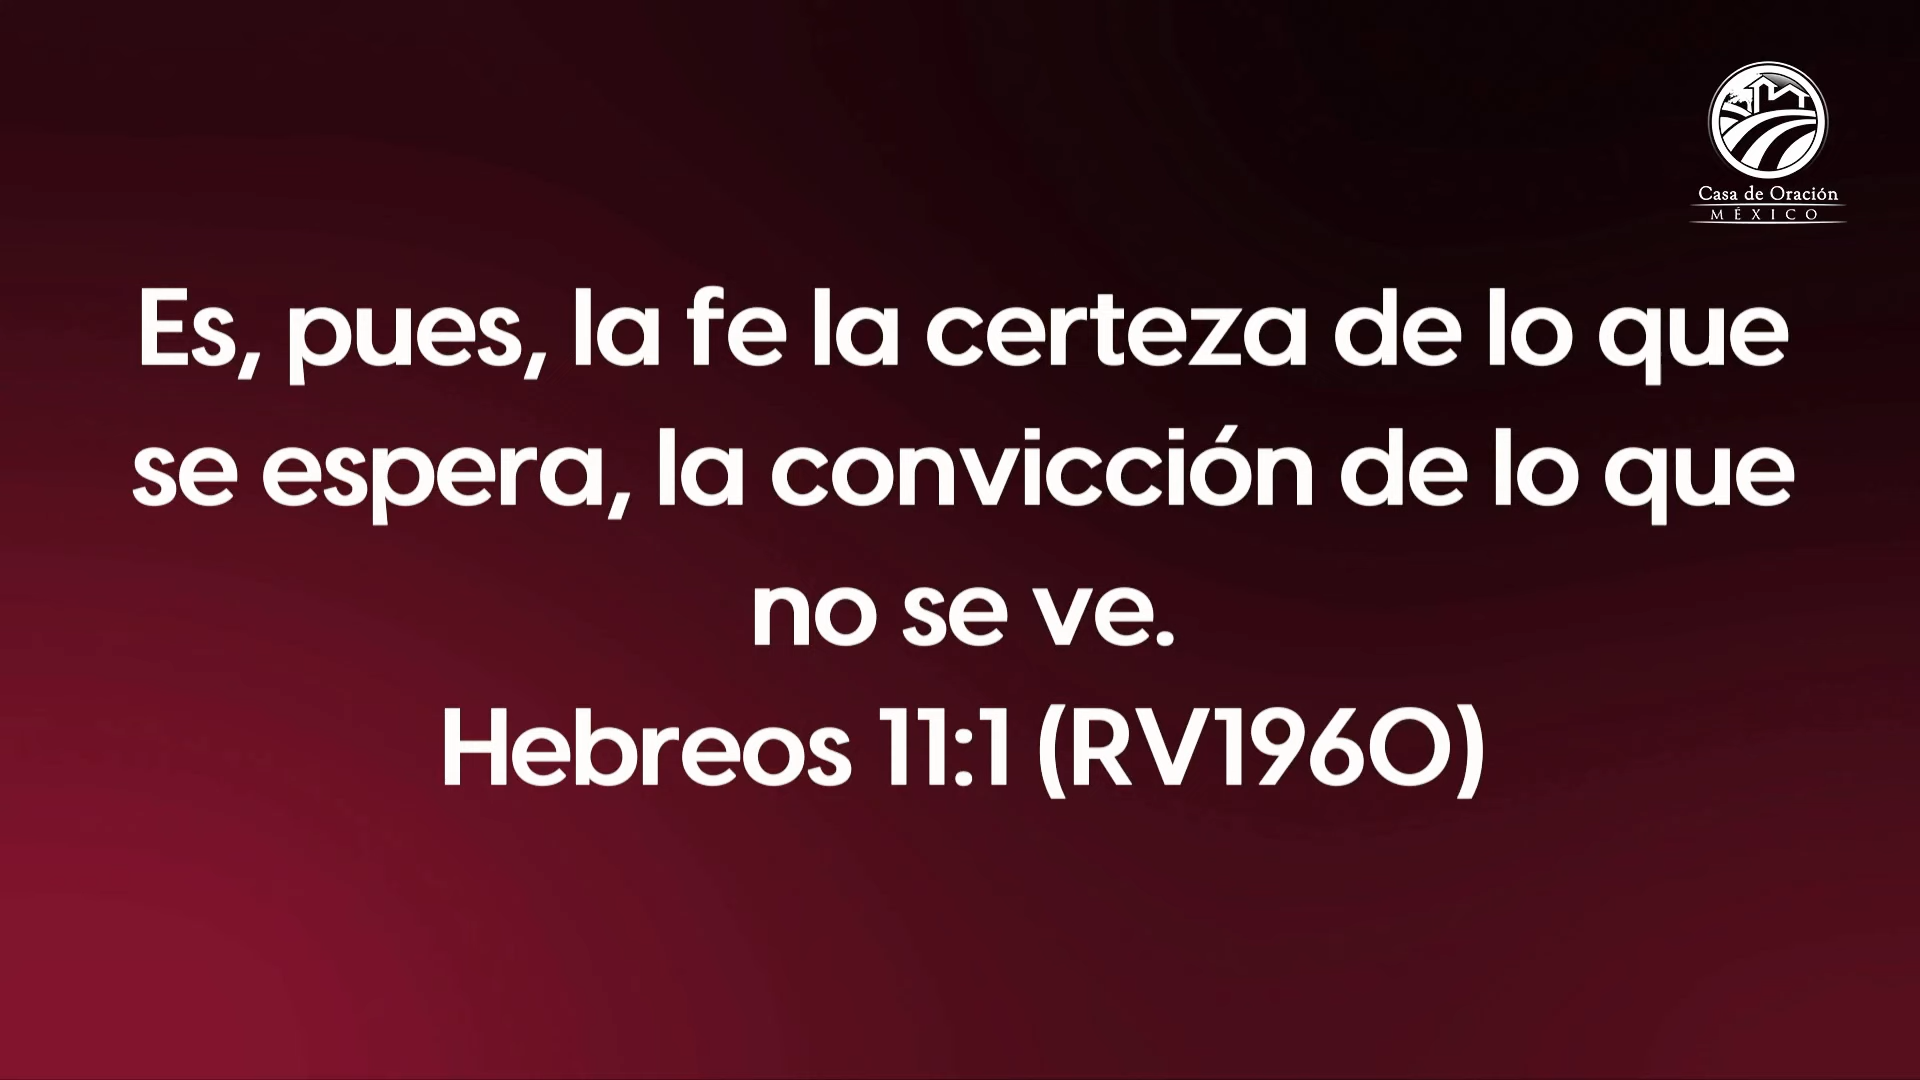 Casa de Oración
MÉXICO
Es, pues, la fe la certeza de lo que
se espera, la convicción de lo que
no se ve.
Hebreos 11:1 (RV1960)